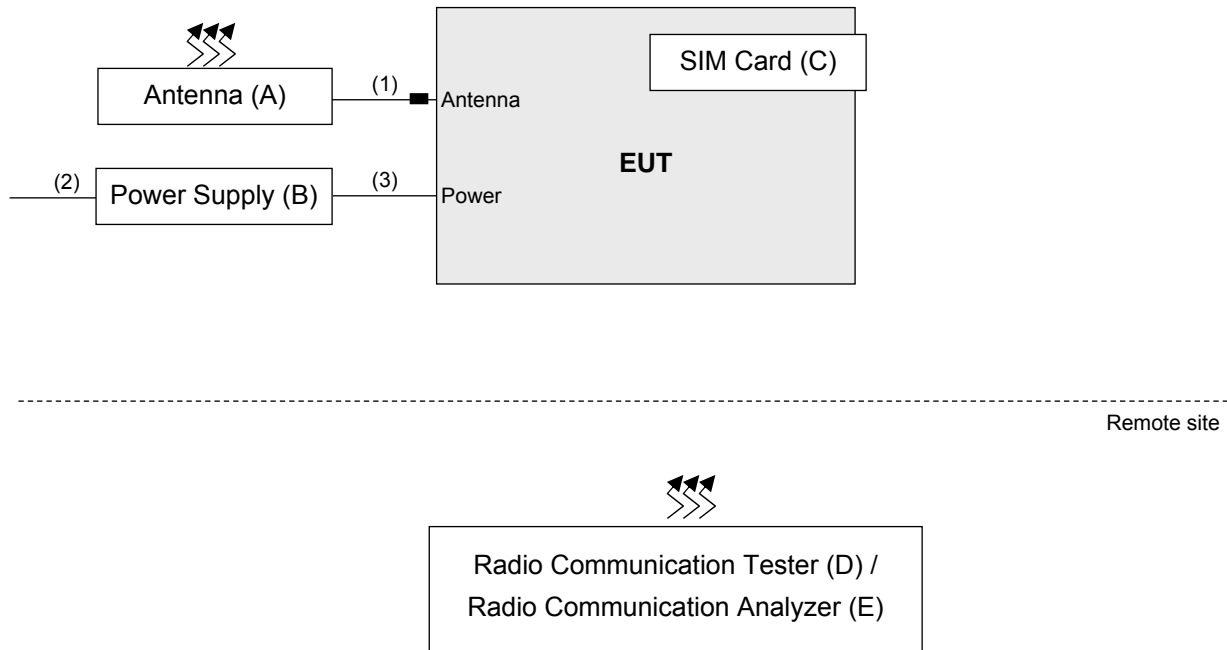 SIM Card (C)
Antenna (A)
(1)
Antenna
EUT
(2)
Power Supply (B)
(3)
Power
Remote site
Radio Communication Tester (D) /
Radio Communication Analyzer (E)